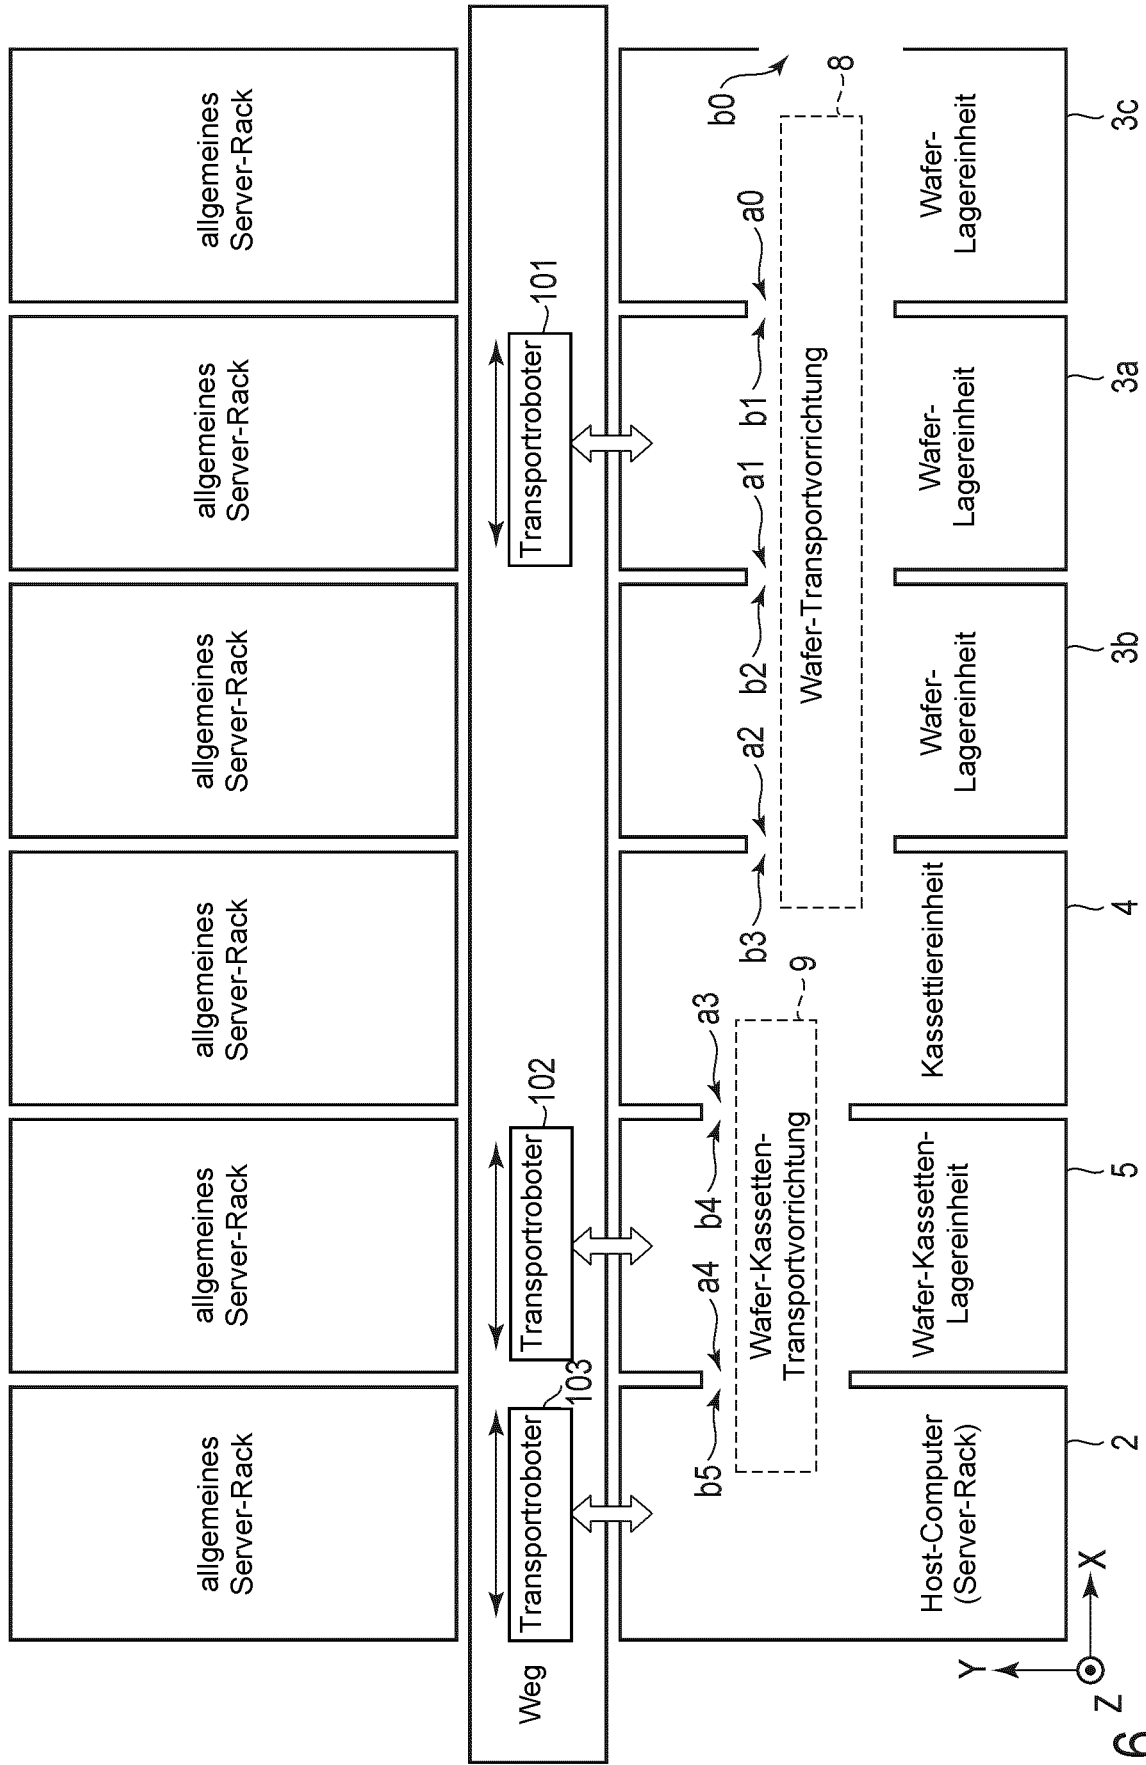 allgemeines
Server-Rack
allgemeines
Server-Rack
allgemeines
Server-Rack
allgemeines
Server-Rack
allgemeines
Server-Rack
allgemeines
Server-Rack
Weg
Transportroboter
103
Transportroboter
102
Transportroboter
101
b5
a4
b4
a3
b3
a2
b2
a1
b1
a0
b0
Wafer-Kassetten-
Transportvorrichtung
9
Wafer-Transportvorrichtung
8
Host-Computer
(Server-Rack)
Wafer-Kassetten-
Lagereinheit
Kassettiereinheit
Wafer-
Lagereinheit
Wafer-
Lagereinheit
Wafer-
Lagereinheit
2
5
4
3b
3a
3c
Y
X
Z
6